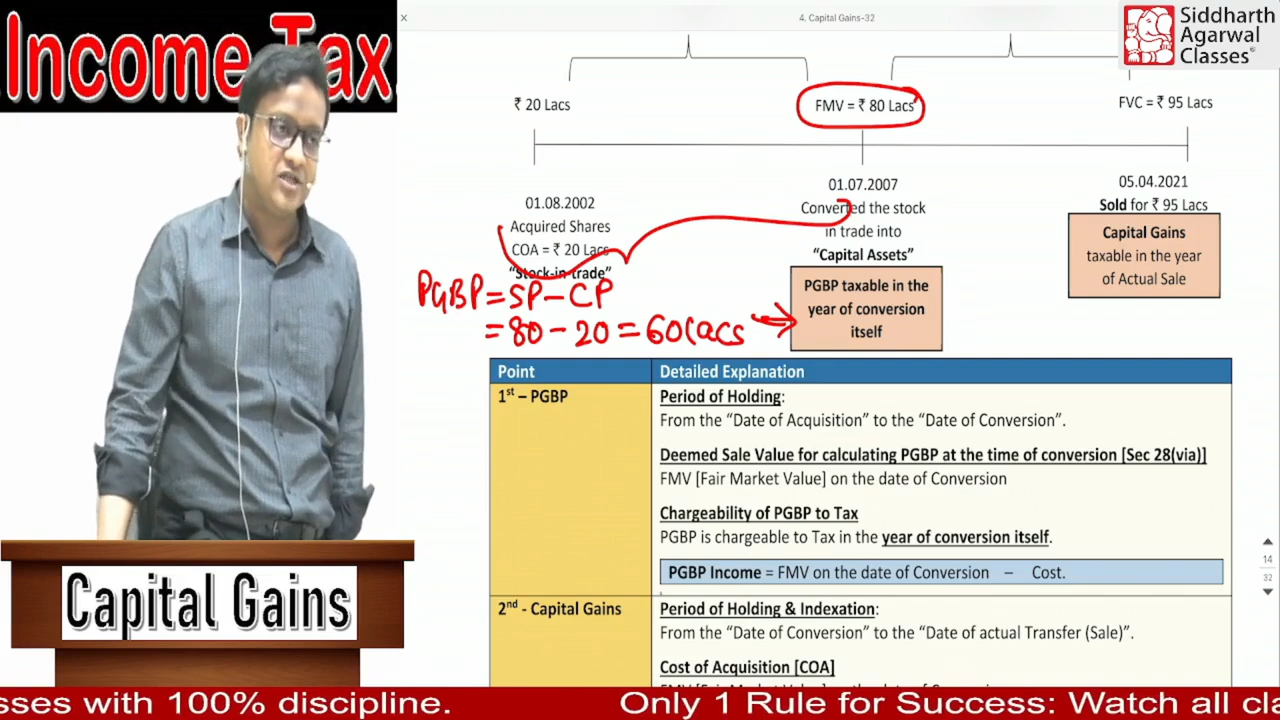 Income Tax
4. Capital Gains-32
Siddharth
Agarwal
Classes
₹ 20 Lacs
FMV = ₹ 80 Lacs
FVC = ₹ 95 Lacs
01.08.2002
Acquired Shares
COA = ₹ 20 Lacs
“Stock-in-trade”
01.07.2007
Converted the stock
in trade into
“Capital Assets”
PGBP taxable in the
year of conversion
itself
05.04.2021
Sold for ₹ 95 Lacs
Capital Gains
taxable in the year
of Actual Sale
PGBP = SP - CP
= 80 - 20 = 60 lacs
Point
Detailed Explanation
1st – PGBP
Period of Holding:
From the “Date of Acquisition” to the “Date of Conversion”.
Deemed Sale Value for calculating PGBP at the time of conversion [Sec 28(via)]
FMV [Fair Market Value] on the date of Conversion
Chargeability of PGBP to Tax
PGBP is chargeable to Tax in the year of conversion itself.
PGBP Income = FMV on the date of Conversion – Cost.
2nd - Capital Gains
Period of Holding & Indexation:
From the “Date of Conversion” to the “Date of actual Transfer (Sale)”.
Cost of Acquisition [COA]
14
32
Capital Gains
sses with 100% discipline.
Only 1 Rule for Success: Watch all cla